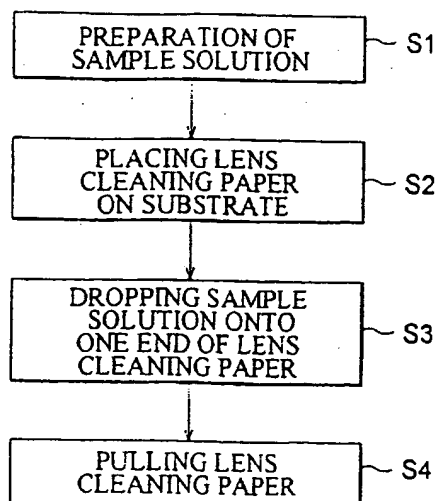 PREPARATION OF
SAMPLE SOLUTION
S1
PLACING LENS
CLEANING PAPER
ON SUBSTRATE
S2
DROPPING SAMPLE
SOLUTION ONTO
ONE END OF LENS
CLEANING PAPER
S3
PULLING LENS
CLEANING PAPER
S4